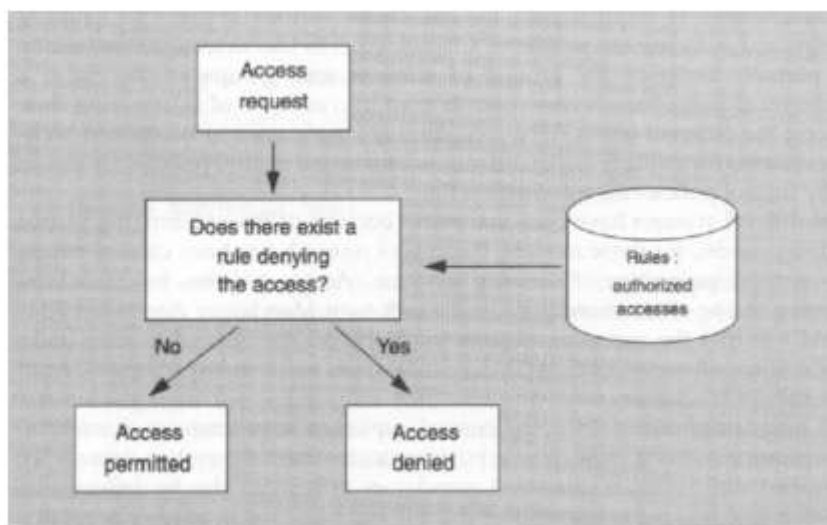 Access
request
Does there exist a
rule denying
the access?
Rules :
authorized
accesses
No
Yes
Access
permitted
Access
denied